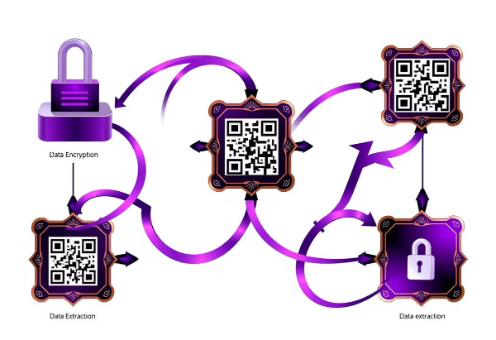 Data Encryption
Data Extraction
Data extraction